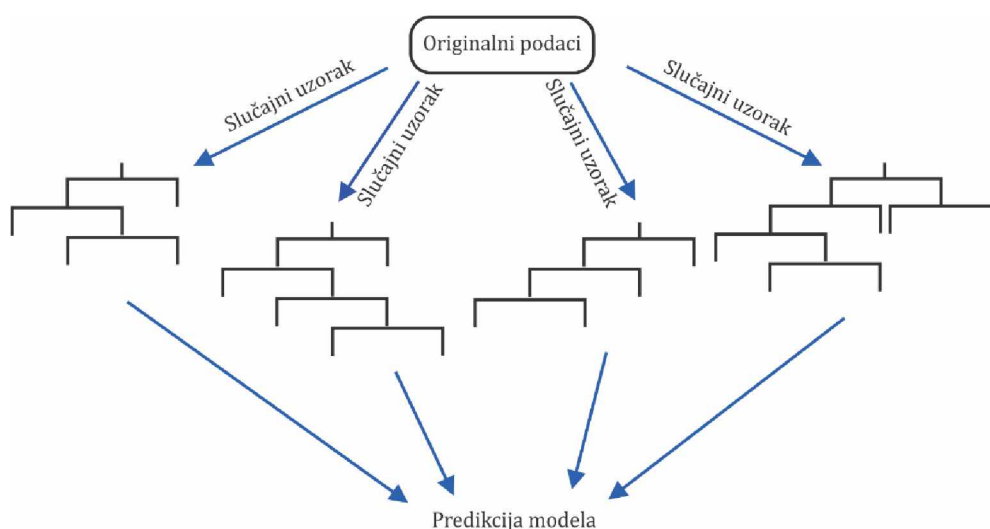 Originalni podaci
Slučajni uzorak
Slučajni uzorak
Slučajni uzorak
Slučajni uzorak
Predikcija modela